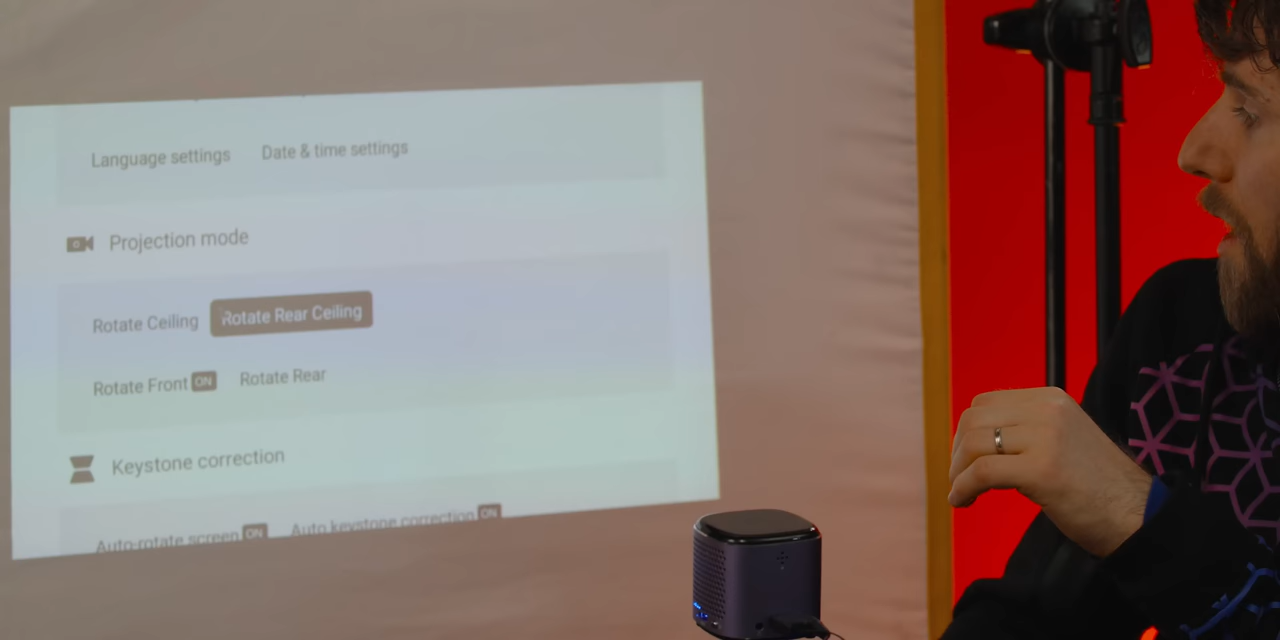 Language settings Date & time settings
Projection mode
Rotate Ceiling Rotate Rear Ceiling
Rotate Front ON Rotate Rear
Keystone correction
Auto-rotate screen ON Auto keystone correction ON